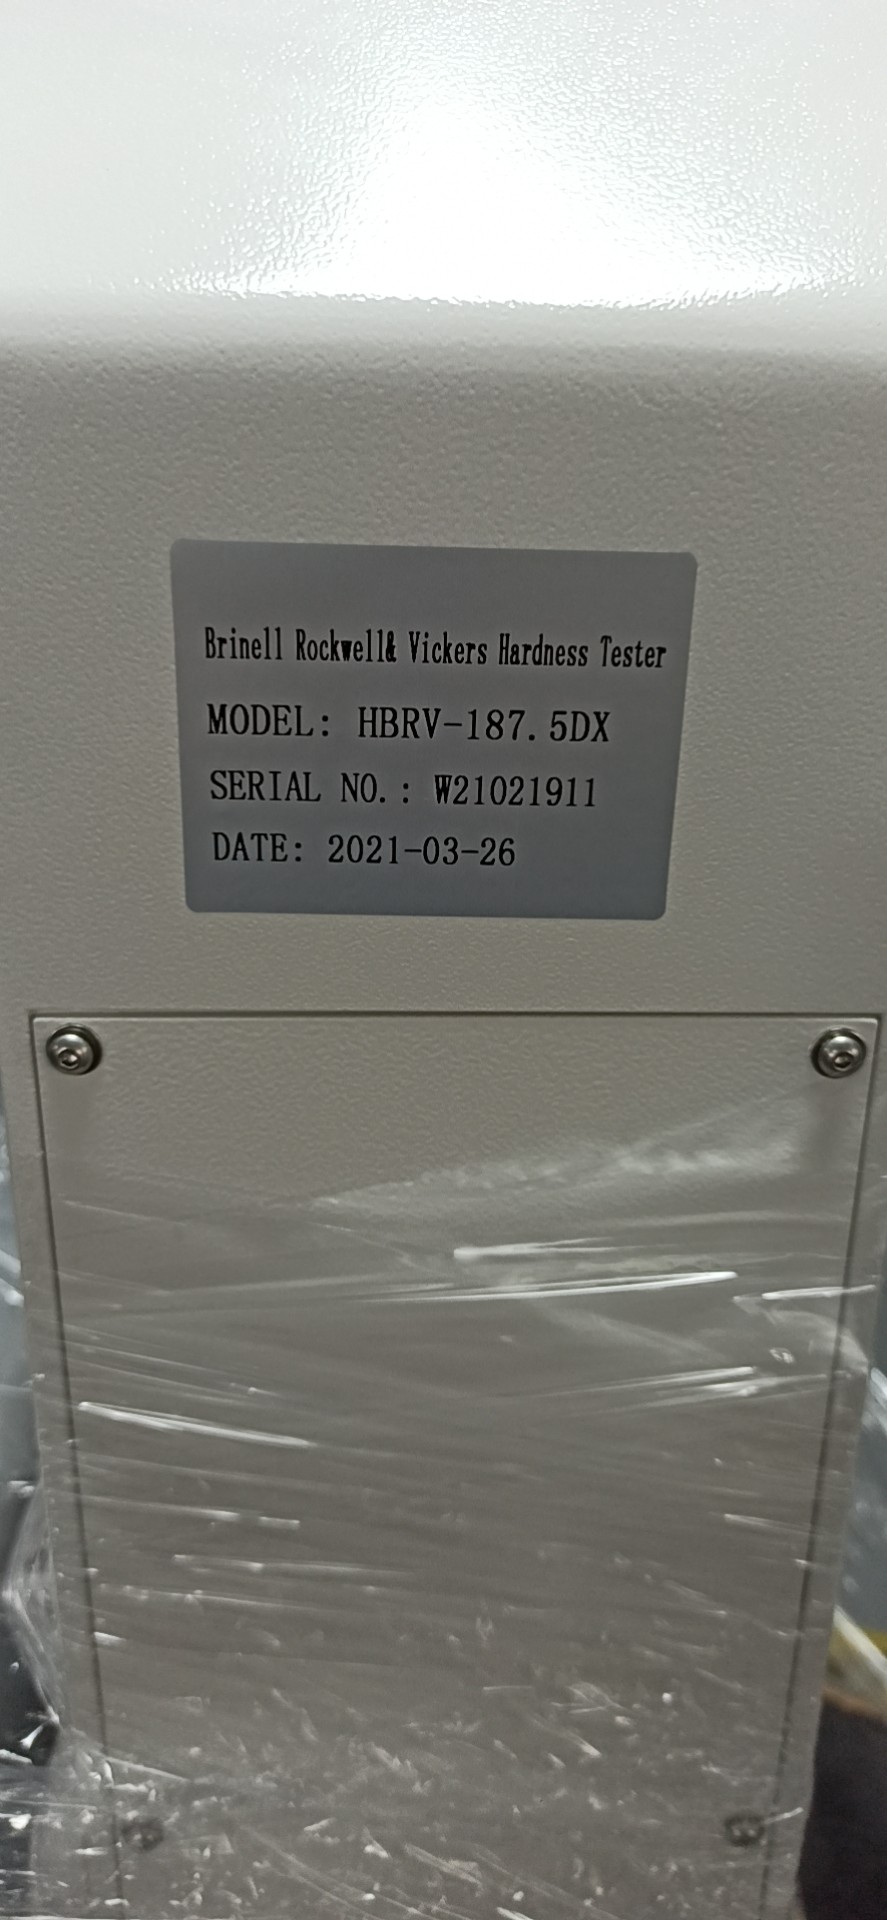 Brinell Rockwell& Vickers Hardness Tester
MODEL: HBRV-187.5DX
SERIAL NO.: W21021911
DATE: 2021-03-26